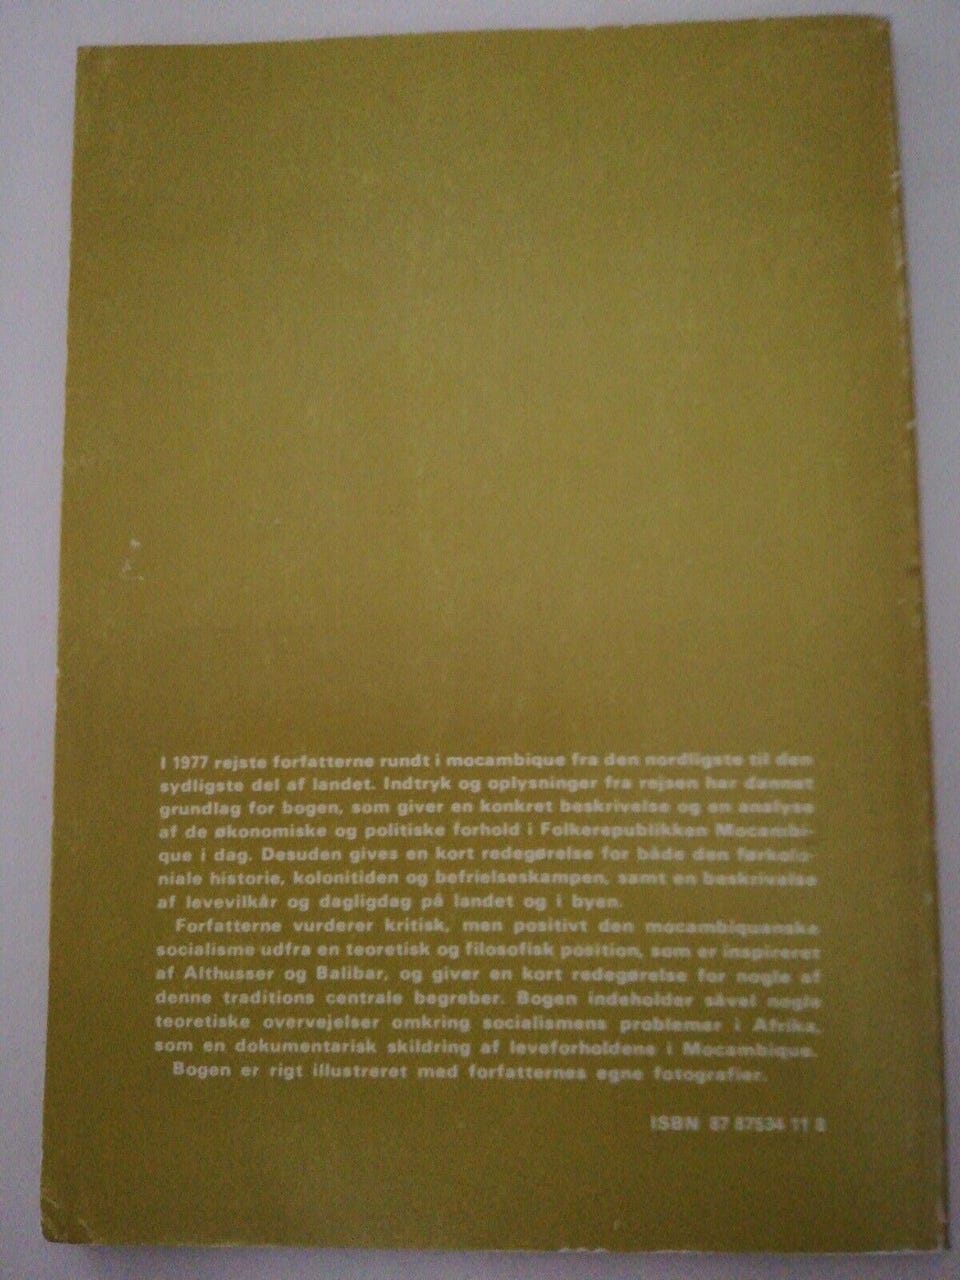 I 1977 rejste forfatterne rundt i mocambique fra den nordligste til den
sydligste del af landet. Indtryk og oplysninger fra rejsen har dannet
grundlag for bogen, som giver en konkret beskrivelse og en analyse
af de økonomiske og politiske forhold i Folkerepublikken Mocambi-
que i dag. Desuden gives en kort redegørelse for både den førkolo-
niale historie, kolonitiden og befrielseskampen, samt en beskrivelse
af levevilkår og dagligdag på landet og i byen.
Forfatterne vurderer kritisk, men positivt den mocambiquanske
socialisme udfra en teoretisk og filosofisk position, som er inspireret
af Althusser og Balibar, og giver en kort redegørelse for nogle af
denne traditions centrale begreber. Bogen indeholder såvel nogle
teoretiske overvejelser omkring socialismens problemer i Afrika,
som en dokumentarisk skildring af leveforholdene i Mocambique.
Bogen er rigt illustreret med forfatternes egne fotografier.
ISBN 87 87534 11 8